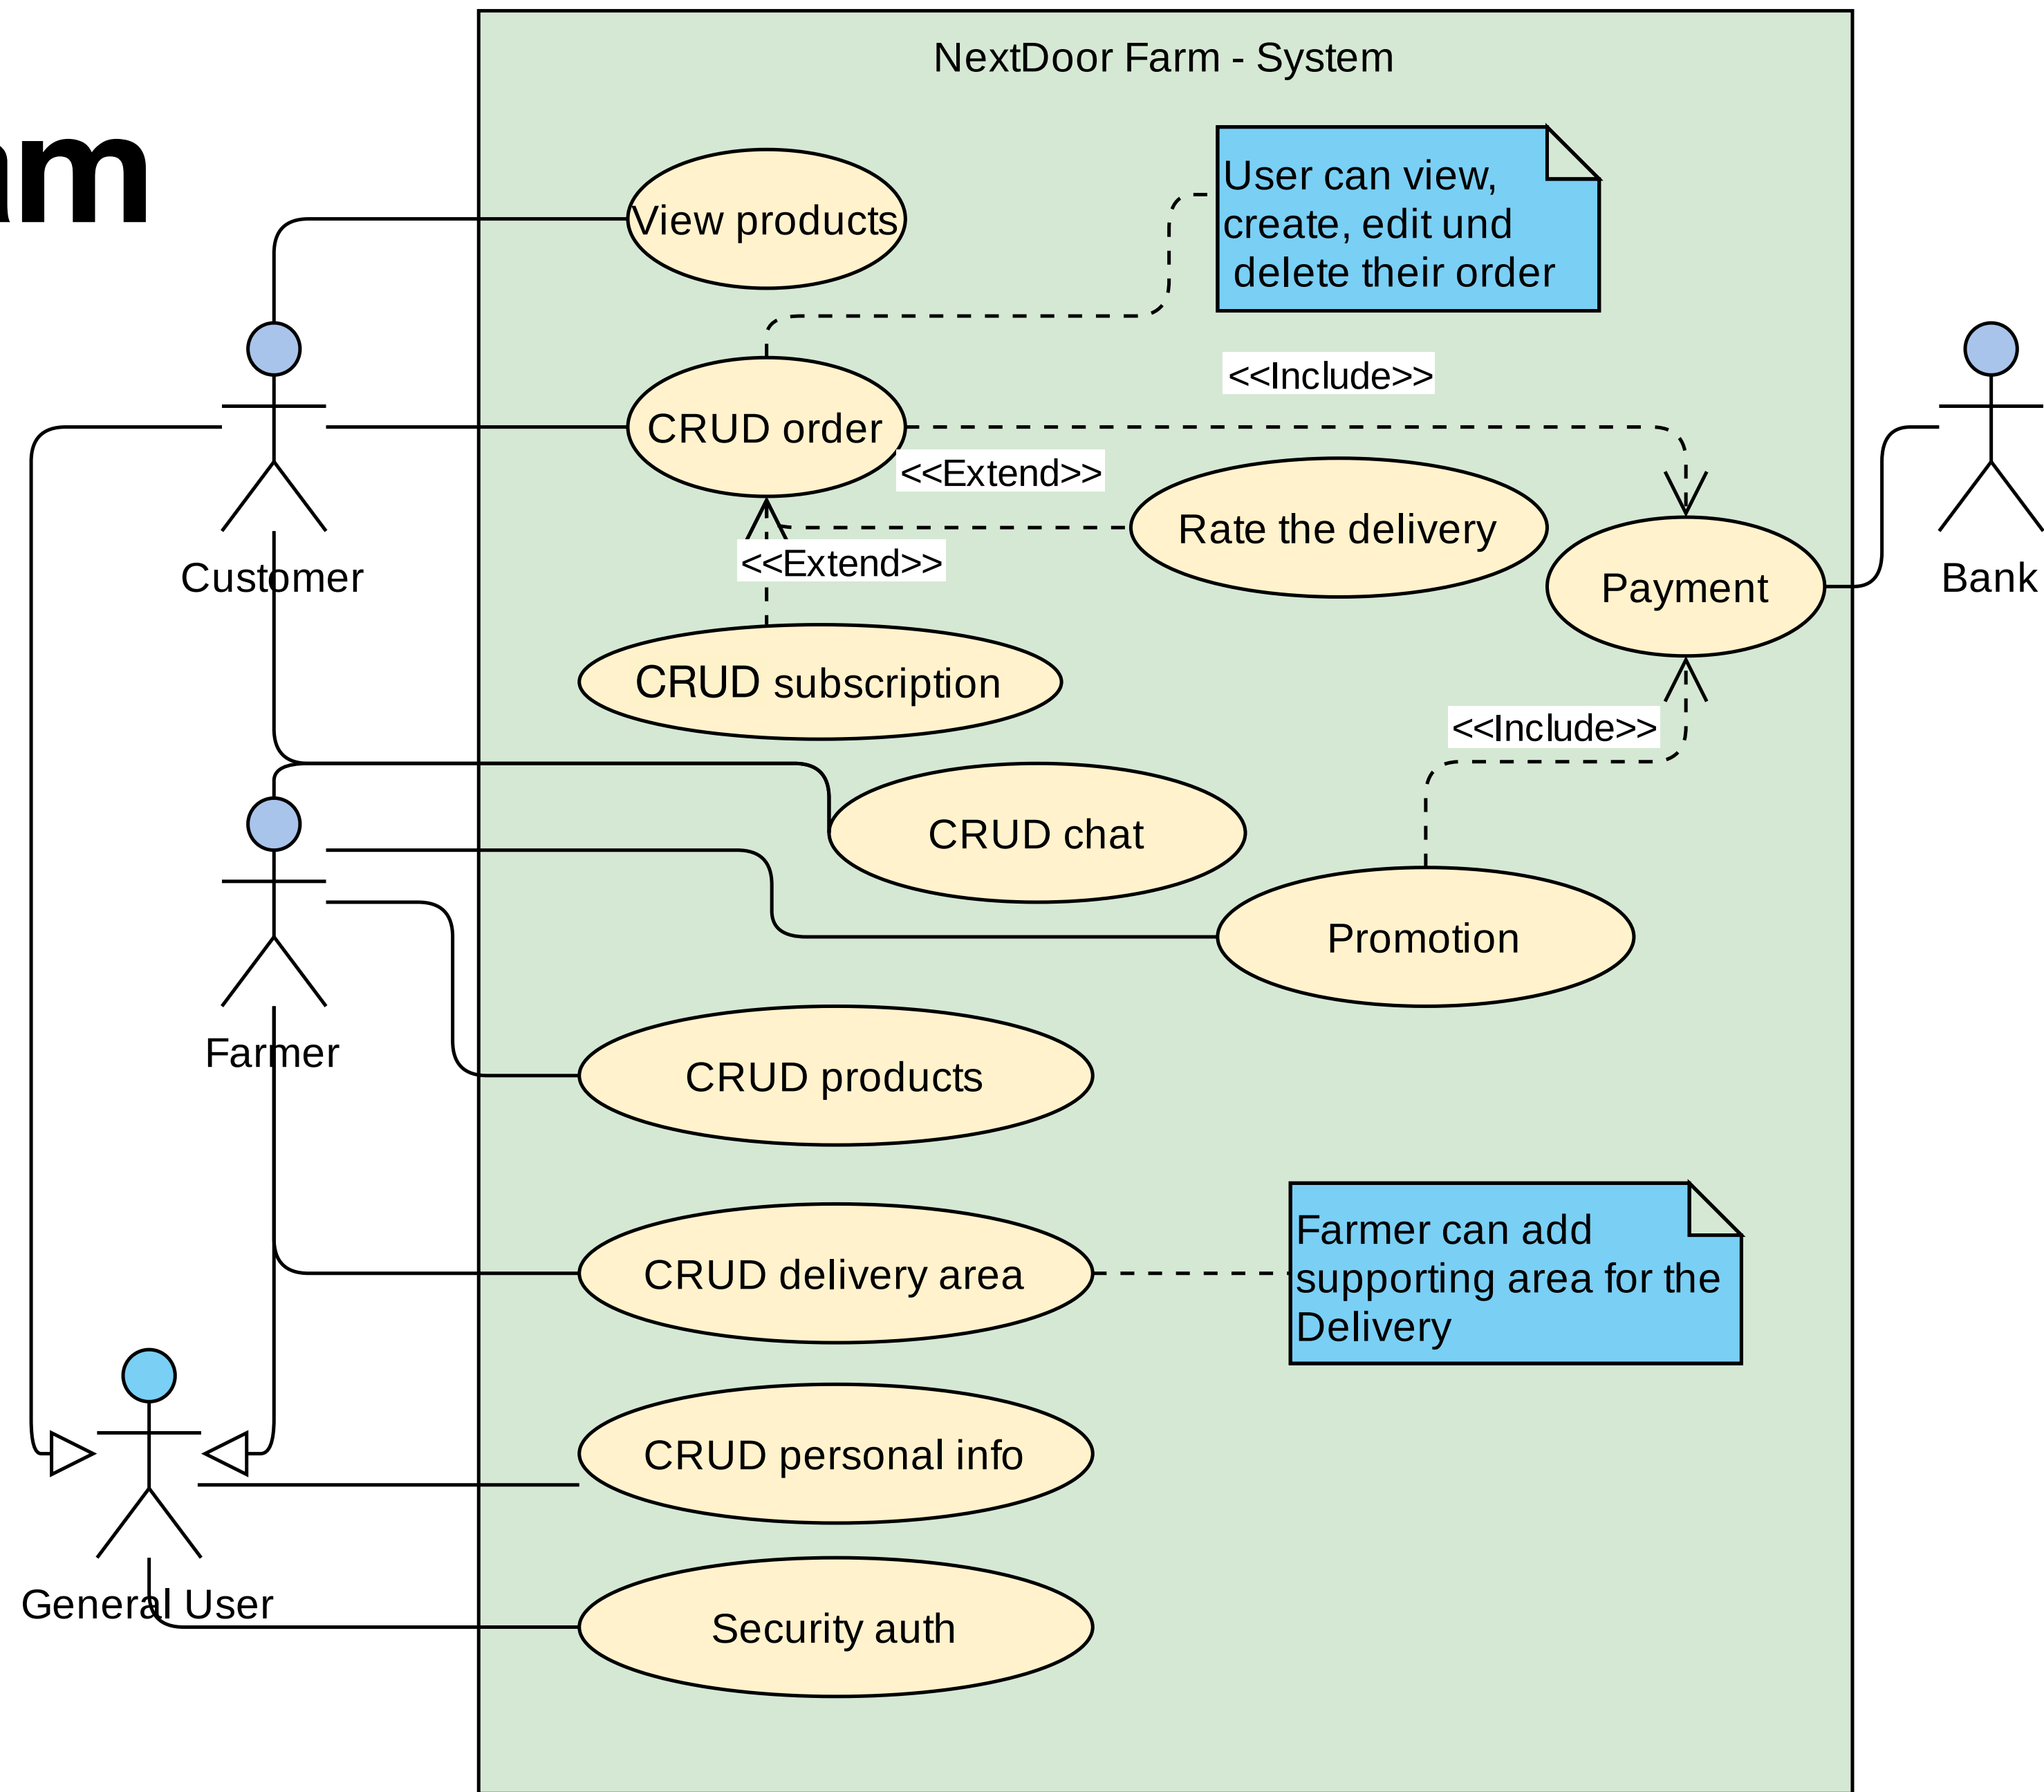 am
NextDoor Farm - System
User can view,
create, edit und
delete their order
View products
<<Include>>
CRUD order
<<Extend>>
Rate the delivery
<<Extend>>
Payment
Customer
Bank
CRUD subscription
<<Include>>
CRUD chat
Promotion
Farmer
CRUD products
Farmer can add
supporting area for the
Delivery
CRUD delivery area
CRUD personal info
General User
Security auth